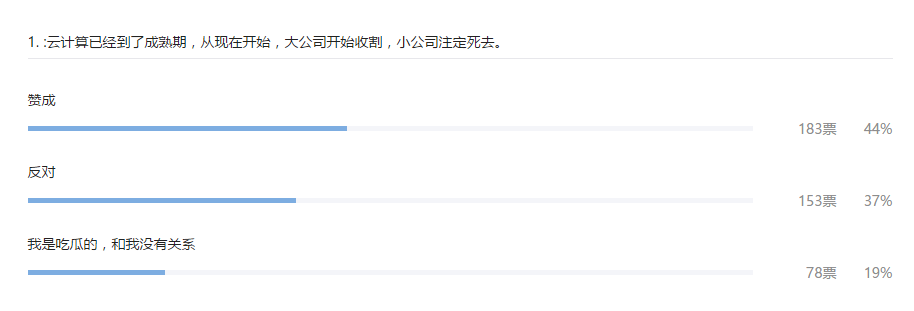 1. :云计算已经到了成熟期，从现在开始，大公司开始收割，小公司注定死去。
赞成
183票 44%
反对
153票 37%
我是吃瓜的，和我没有关系
78票 19%